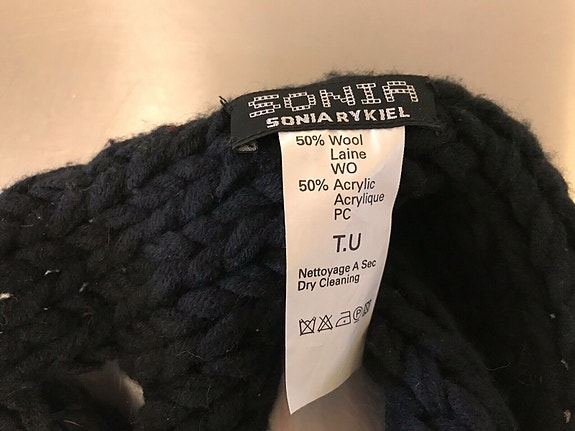 SONIA
SONIA RYKIEL
50% Wool
Laine
WO
50% Acrylic
Acrylique
PC
T.U
Nettoyage A Sec
Dry Cleaning